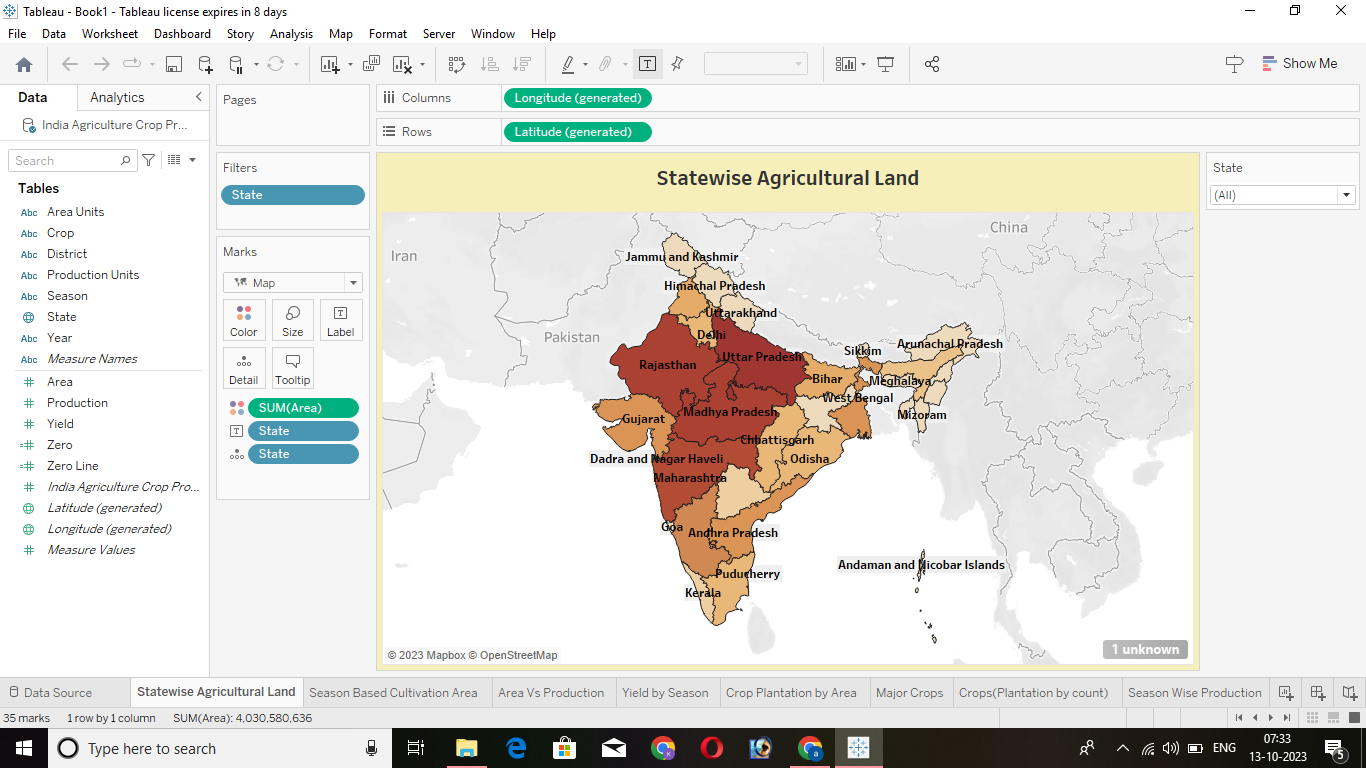 Tableau - Book1 - Tableau license expires in 8 days
File Data Worksheet Dashboard Story Analysis Map Format Server Window Help
Show Me
Data Analytics
India Agriculture Crop Pr...
Search
Tables
Abc Area Units
Abc Crop
Abc District
Abc Production Units
Abc Season
State
Abc Year
Abc Measure Names
Area
Production
Yield
Zero
Zero Line
India Agriculture Crop Pro...
Latitude (generated)
Longitude (generated)
Measure Values
Pages
Filters
State
Marks
Map
Color Size Label
Detail Tooltip
SUM(Area)
State
State
Columns Longitude (generated)
Rows Latitude (generated)
Statewise Agricultural Land
China
Iran
Jammu and Kashmir
Himachal Pradesh
Uttarakhand
Pakistan
Delhi
Arunachal Pradesh
Sikkim
Uttar Pradesh
Rajasthan
Bihar
Meghalaya
West Bengal
Madhya Pradesh
Mizoram
Gujarat
Chhattisgarh
Dadra and Nagar Haveli
Odisha
Maharashtra
Goa
Andhra Pradesh
Andaman and Nicobar Islands
Puducherry
Kerala
© 2023 Mapbox © OpenStreetMap
1 unknown
State
(All)
Data Source Statewise Agricultural Land Season Based Cultivation Area Area Vs Production Yield by Season Crop Plantation by Area Major Crops Crops(Plantation by count) Season Wise Production
35 marks 1 row by 1 column SUM(Area): 4,030,580,636
Type here to search
ENG
07:33
13-10-2023
5